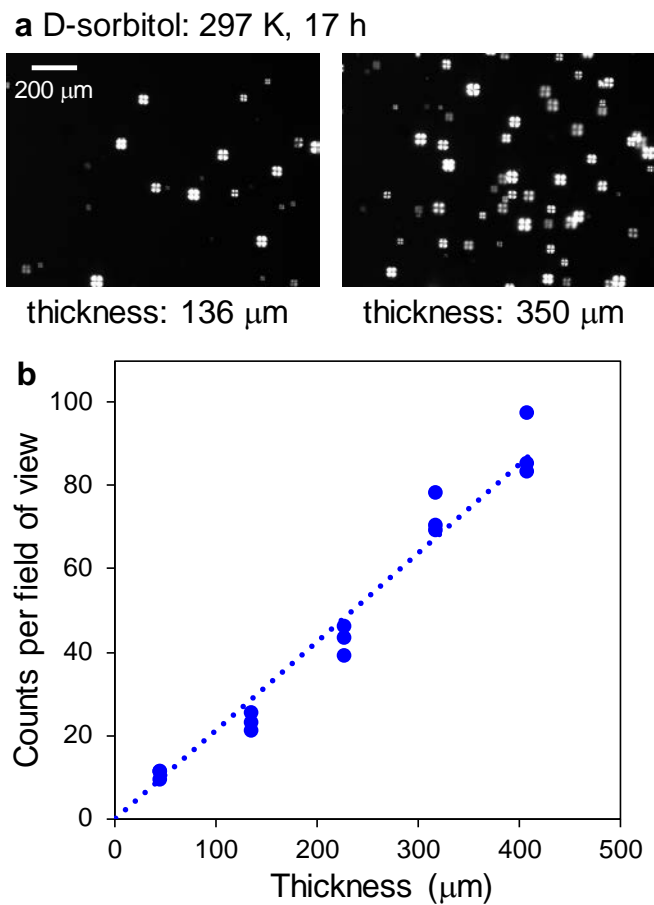 a D-sorbitol: 297 K, 17 h
200 μm
thickness: 136 μm
thickness: 350 μm
b
Counts per field of view
100
80
60
40
20
0
0 100 200 300 400 500
Thickness (μm)